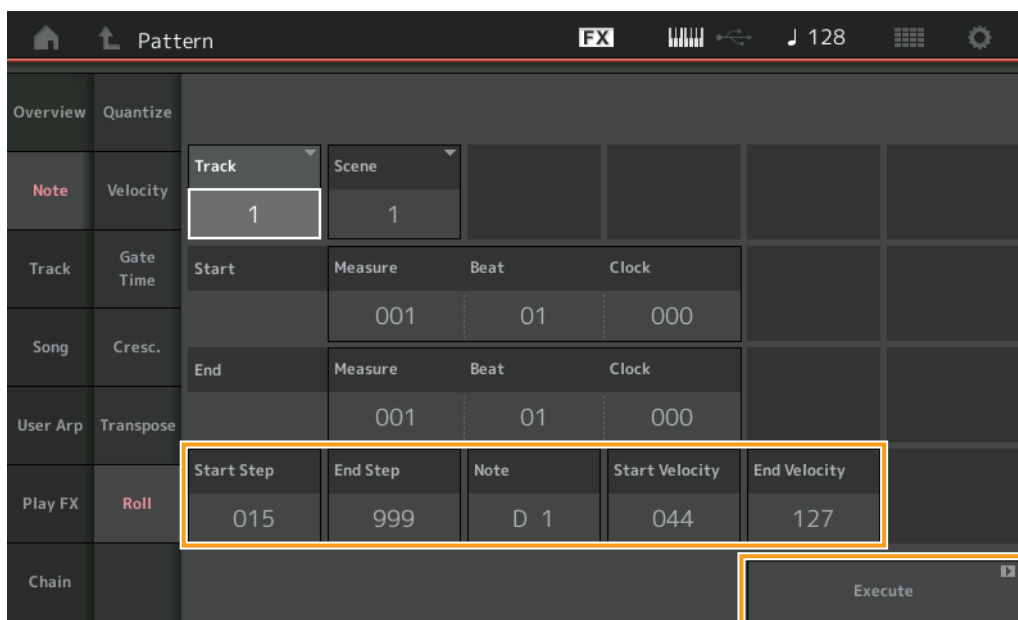 Pattern FX ♩ 128
Overview Quantize
Track Scene
Note Velocity
1 1
Track Gate Time Start Measure Beat Clock
001 01 000
Song Cresc.
End Measure Beat Clock
User Arp Transpose 001 01 000
Start Step End Step Note Start Velocity End Velocity
Play FX Roll 015 999 D 1 044 127
Chain Execute